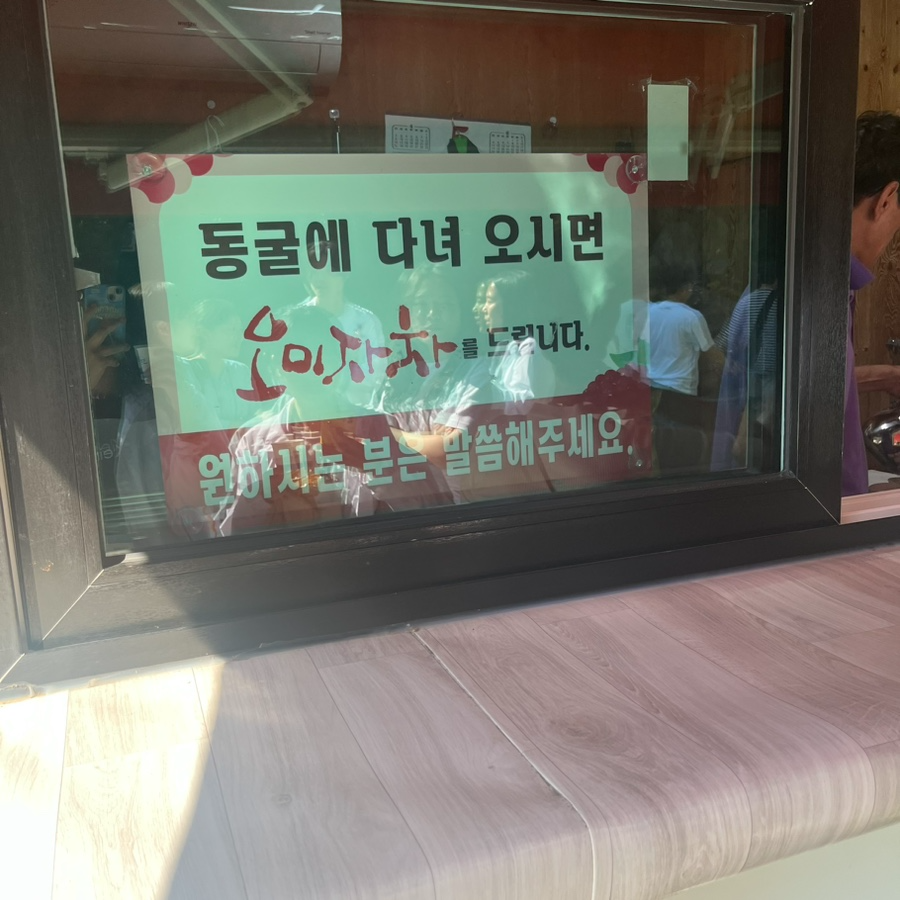 동굴에 다녀 오시면
오미자차를 드립니다.
원하시는 분은 말씀해주세요.